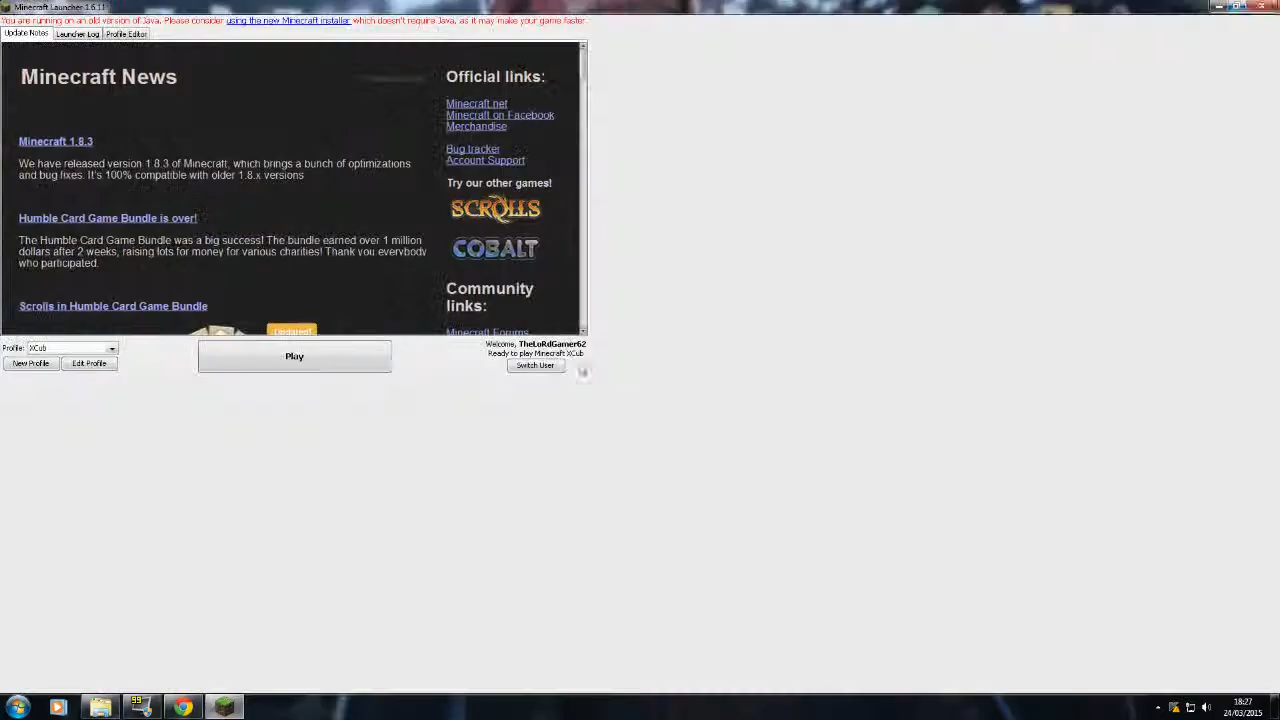 Minecraft Launcher 1.6.11
You are running on an old version of Java. Please consider using the new Minecraft installer which doesn't require Java, as it may make your game faster.
Update Notes Launcher Log Profile Editor
Minecraft News
Minecraft 1.8.3
We have released version 1.8.3 of Minecraft, which brings a bunch of optimizations
and bug fixes. It's 100% compatible with older 1.8.x versions
Humble Card Game Bundle is over!
The Humble Card Game Bundle was a big success! The bundle earned over 1 million
dollars after 2 weeks, raising lots for money for various charities! Thank you everybody
who participated.
Scrolls in Humble Card Game Bundle
Updated!
Official links:
Minecraft.net
Minecraft on Facebook
Merchandise
Bug tracker
Account Support
Try our other games!
SCROLLS
COBALT
Community
links:
Minecraft Forums
Profile: XCub
New Profile Edit Profile
Play
Welcome, TheLoRdGamer62
Ready to play Minecraft XCub
Switch User
99
18:27
24/03/2015